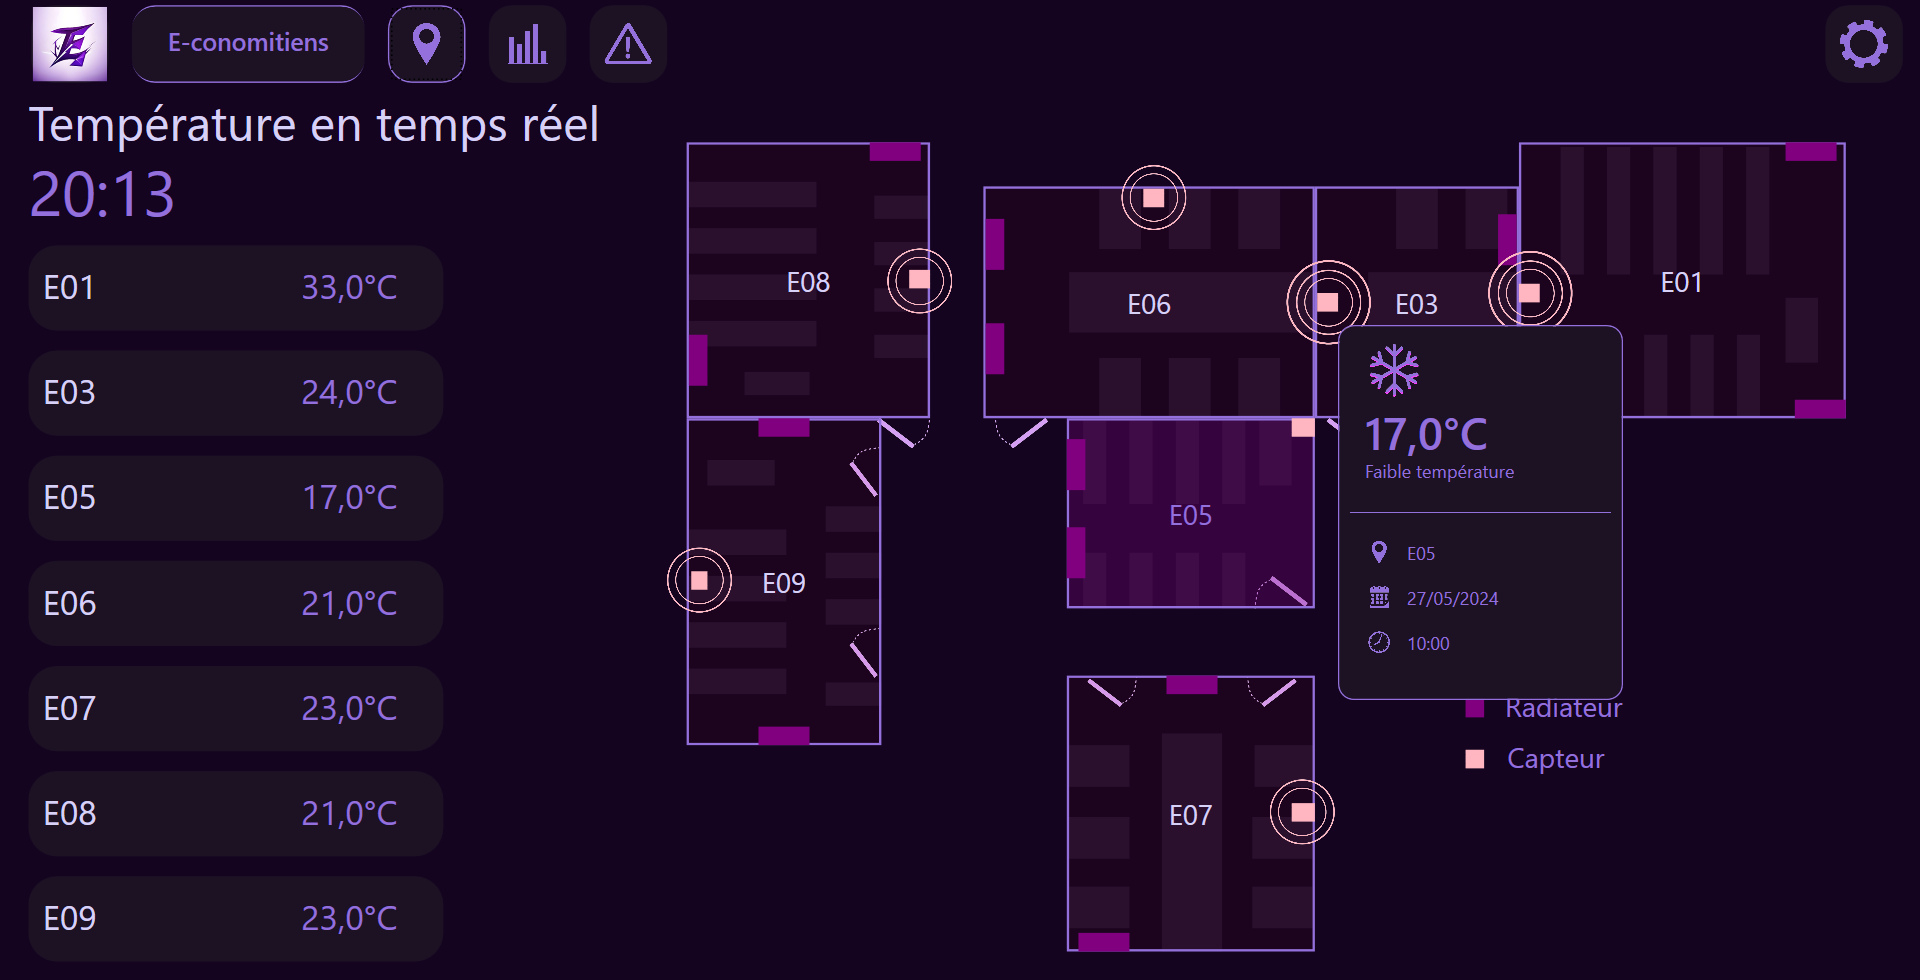 E-conomitiens
Température en temps réel
20:13
E01 33,0°C
E03 24,0°C
E05 17,0°C
E06 21,0°C
E07 23,0°C
E08 21,0°C
E09 23,0°C
E08
E06
E03
E01
E05
E09
E07
17,0°C
Faible température
E05
27/05/2024
10:00
Radiateur
Capteur